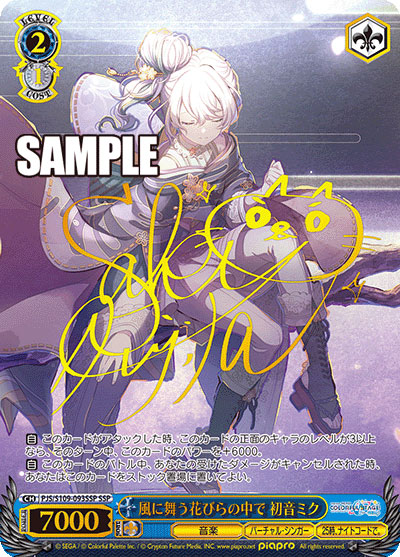 LEVEL
2
1
COST
SAMPLE
Saki Fujita
自 このカードがアタックした時、このカードの正面のキャラのレベルが3以上
なら、そのターン中、このカードのパワーを+6000。
自 このカードのバトル中、あなたの受けたダメージがキャンセルされた時、
あなたはこのカードをストック置場に置いてよい。
CH PJS/S109-093SSP SSP
POWER
7000
SOUL
風に舞う花びらの中で 初音ミク
COLORFUL STAGE
音楽
バーチャル・シンガー
25時、ナイトコードで。
© SEGA / © Colorful Palette Inc. / © Crypton Future Media, INC. www.piapro.net piapro All rights reserved.